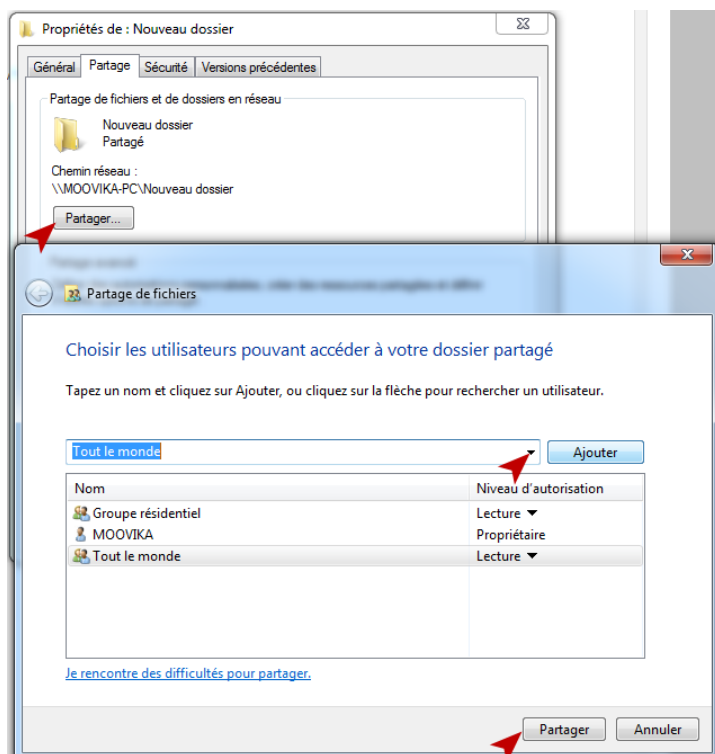 Propriétés de : Nouveau dossier
Général Partage Sécurité Versions précédentes
Partage de fichiers et de dossiers en réseau
Nouveau dossier
Partagé
Chemin réseau :
\\MOOVIKA-PC\Nouveau dossier
Partager...
Partage avancé
Partage de fichiers
Choisir les utilisateurs pouvant accéder à votre dossier partagé
Tapez un nom et cliquez sur Ajouter, ou cliquez sur la flèche pour rechercher un utilisateur.
Tout le monde Ajouter
Nom Niveau d'autorisation
Groupe résidentiel Lecture
MOOVIKA Propriétaire
Tout le monde Lecture
Je rencontre des difficultés pour partager.
Partager Annuler